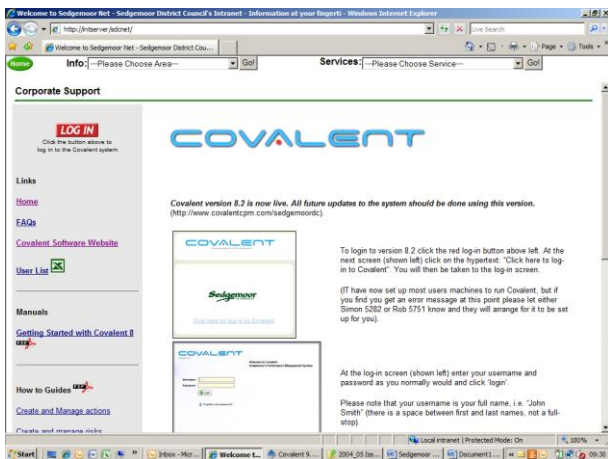 Welcome to Sedgemoor Net - Sedgemoor District Council's Intranet - Information at your fingerti - Windows Internet Explorer
http://intserver/sdcnet/
Live Search
Welcome to Sedgemoor Net - Sedgemoor District Cou...
Page
Tools
Home
Info:
---Please Choose Area---
Go!
Services:
---Please Choose Service---
Go!
Corporate Support
LOG IN
Click the button above to
log in to the Covalent system
Links
Home
FAQs
Covalent Software Website
User List
Manuals
Getting Started with Covalent 8
How to Guides
Create and Manage actions
Create and manage risks
COVALENT
Covalent version 8.2 is now live. All future updates to the system should be done using this version.
(http://www.covalentcpm.com/sedgemoordc).
COVALENT
Sedgemoor
Click here to log in to Covalent
To login to version 8.2 click the red log-in button above left. At the
next screen (shown left) click on the hypertext: "Click here to log-
in to Covalent". You will then be taken to the log-in screen.
(IT have now set up most users machines to run Covalent, but if
you find you get an error message at this point please let either
Simon 5282 or Rob 5751 know and they will arrange for it to be set
up for you).
COVALENT
At the log-in screen (shown left) enter your username and
password as you normally would and click 'login'.
Please note that your username is your full name, i.e. "John
Smith" (there is a space between first and last names, not a full-
stop)
Local intranet | Protected Mode: On
100%
Start
Inbox - Micr...
Welcome t...
Covalent 9....
2004_05 Iss...
Sedgemoor ...
Document1 ...
09:30